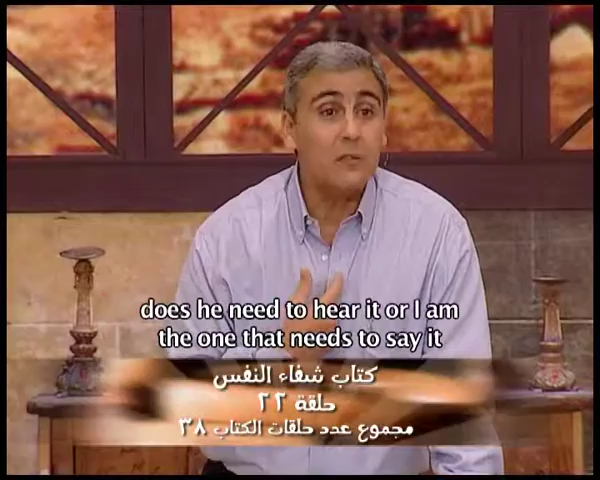 does he need to hear it or I am
the one that needs to say it
كتاب شفاء النفس
حلقة ٢٢
مجموع عدد حلقات الكتاب ٣٨